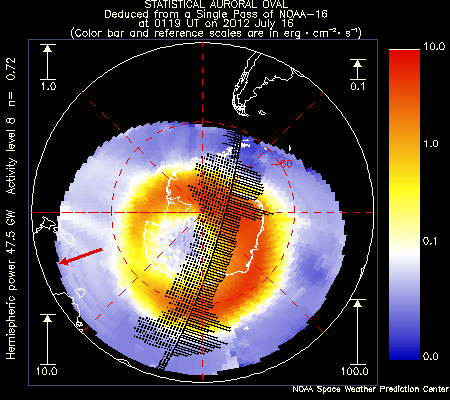 STATISTICAL AURORAL OVAL
Deduced from a Single Pass of NOAA-16
at 0119 UT on 2012 July 16
(Color bar and reference scales are in erg·cm⁻²·s⁻¹)
Hemispheric power 47.5 GW Activity level 8 n= 0.72
1.0
0.1
10.0
100.0
-60
10.0
1.0
0.1
0.0
NOAA Space Weather Prediction Center